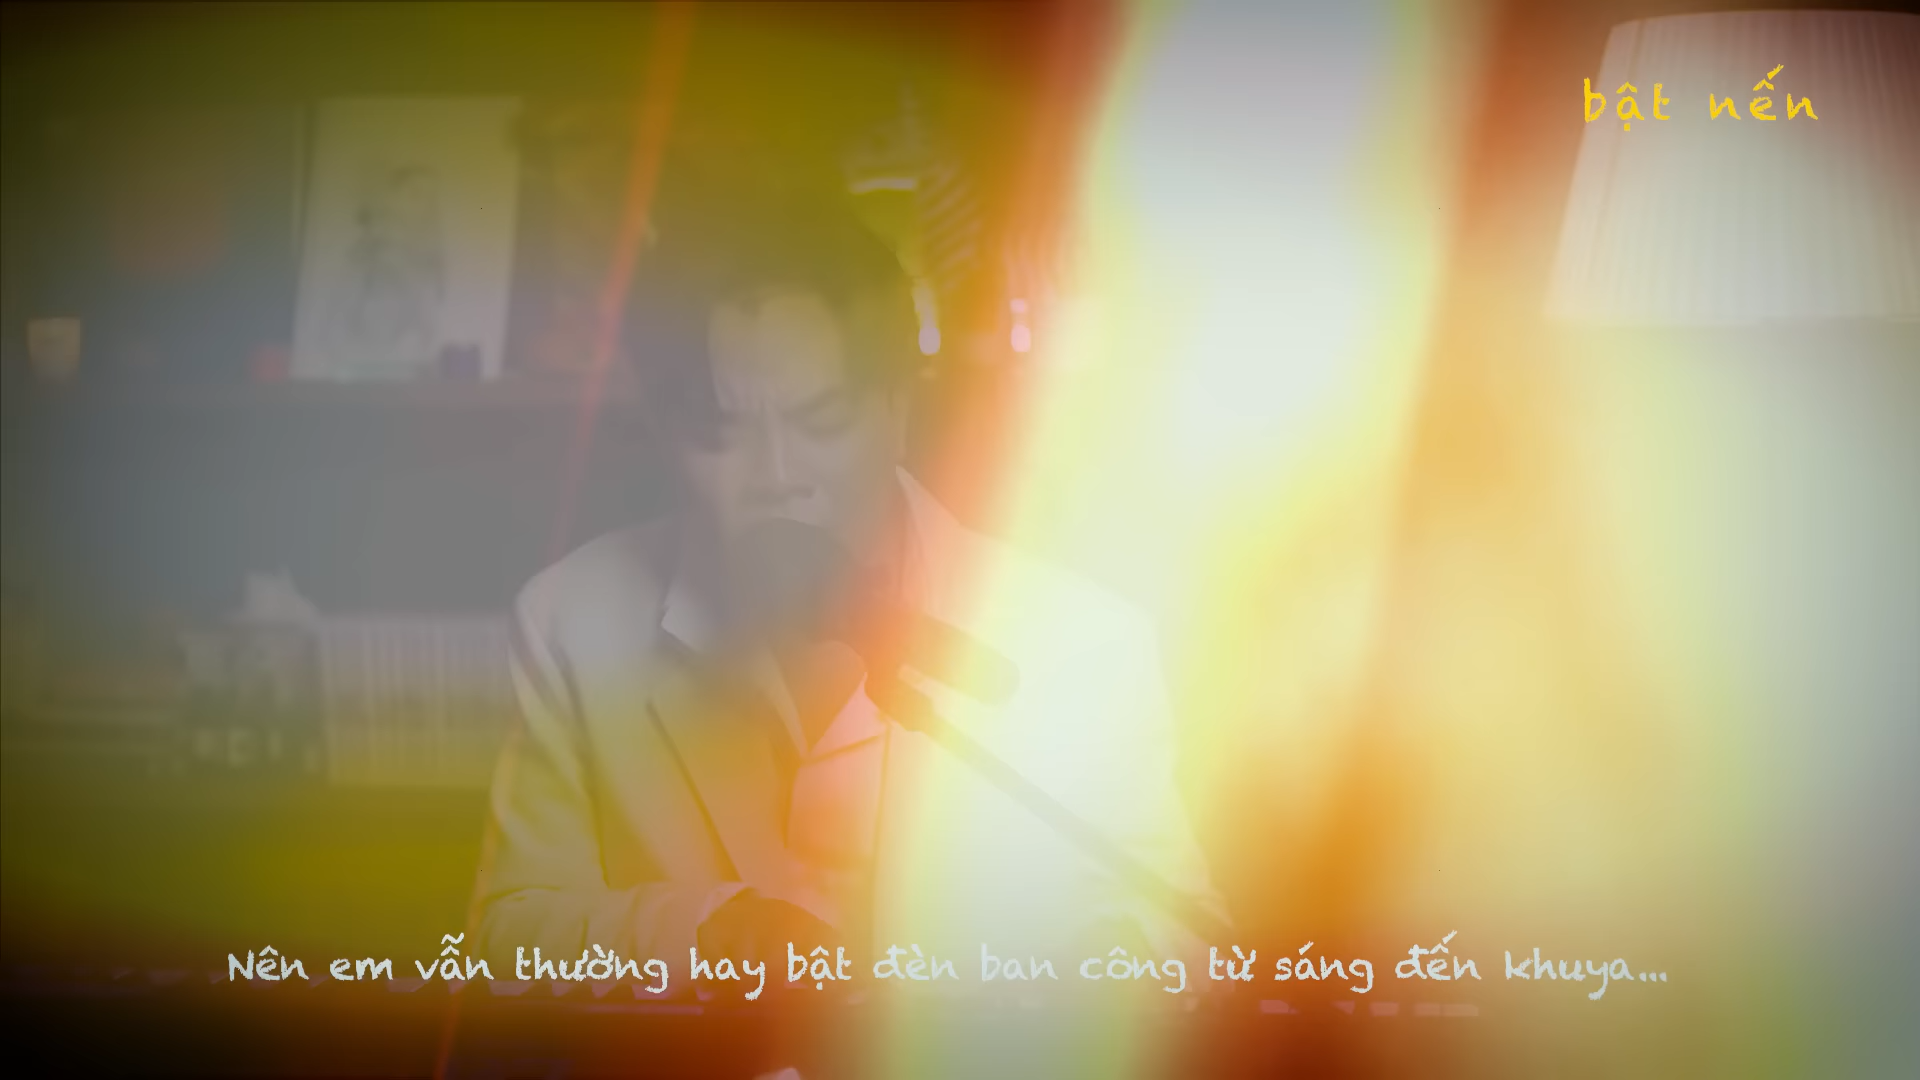 bật nến
Nên em vẫn thường hay bật đèn ban công từ sáng đến khuya...